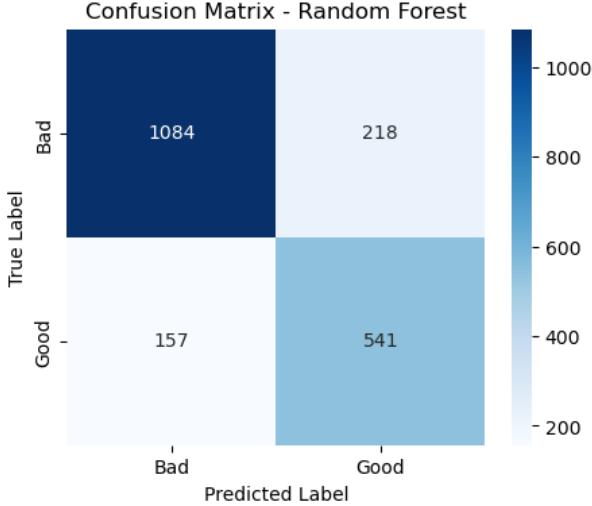 Confusion Matrix - Random Forest
True Label
Bad
1084
218
Good
157
541
Bad
Good
Predicted Label
1000
800
600
400
200